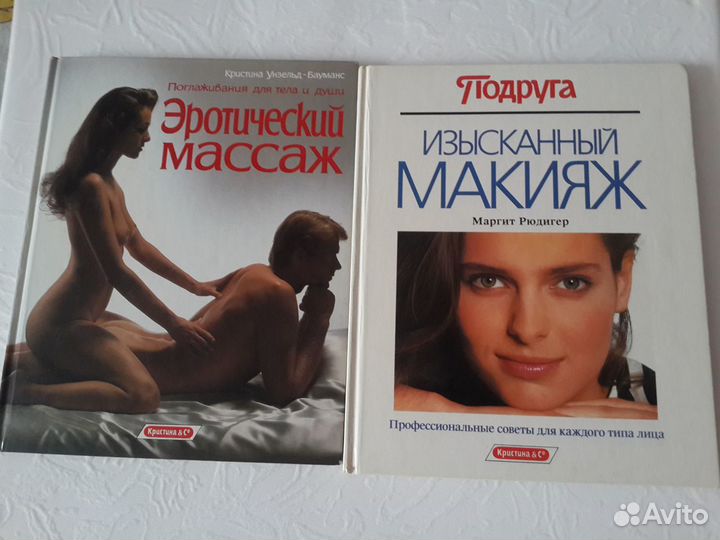 Кристина Унзельд-Бауманс
Поглаживания для тела и души
Эротический
массаж
Кристина & Cº
Подруга
ИЗЫСКАННЫЙ
МАКИЯЖ
Маргит Рюдигер
Профессиональные советы для каждого типа лица
Кристина & Cº
Avito